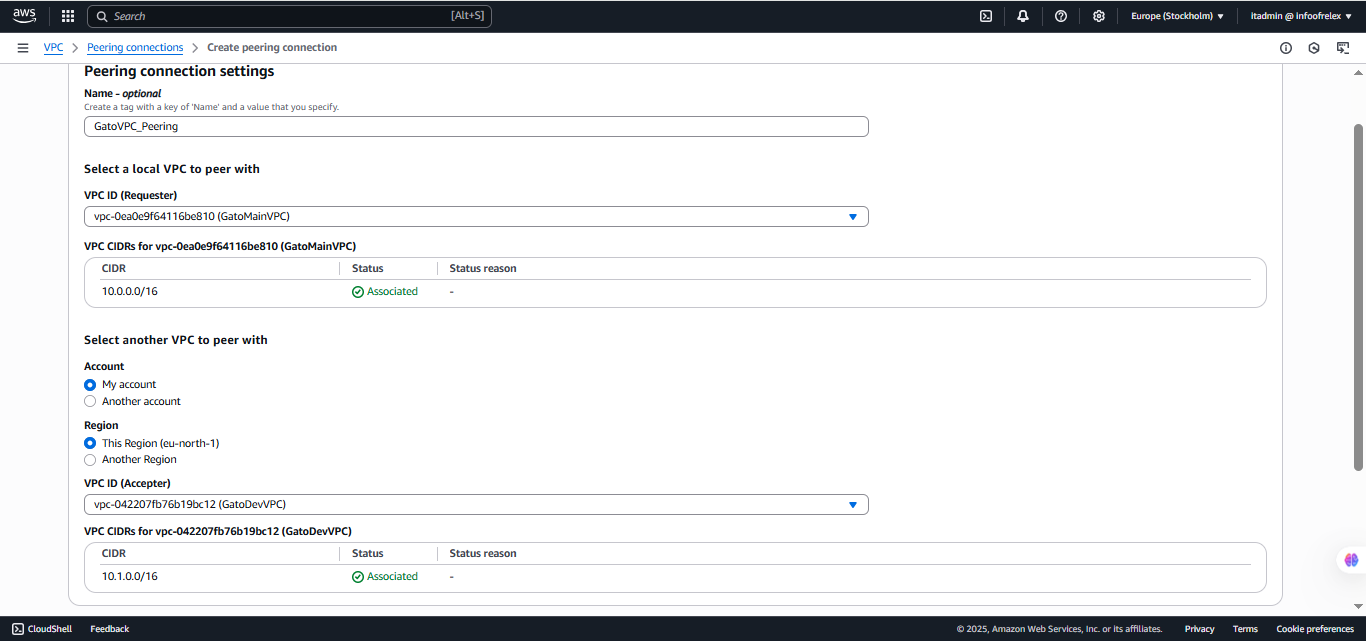 aws
Search [Alt+S]
Europe (Stockholm) ▼
itadmin @ infoofrelex ▼
VPC > Peering connections > Create peering connection
Peering connection settings
Name - optional
Create a tag with a key of 'Name' and a value that you specify.
GatoVPC_Peering
Select a local VPC to peer with
VPC ID (Requester)
vpc-0ea0e9f64116be810 (GatoMainVPC)
VPC CIDRs for vpc-0ea0e9f64116be810 (GatoMainVPC)
CIDR Status Status reason
10.0.0.0/16 Associated -
Select another VPC to peer with
Account
My account
Another account
Region
This Region (eu-north-1)
Another Region
VPC ID (Accepter)
vpc-042207fb76b19bc12 (GatoDevVPC)
VPC CIDRs for vpc-042207fb76b19bc12 (GatoDevVPC)
CIDR Status Status reason
10.1.0.0/16 Associated -
CloudShell Feedback © 2025, Amazon Web Services, Inc. or its affiliates. Privacy Terms Cookie preferences